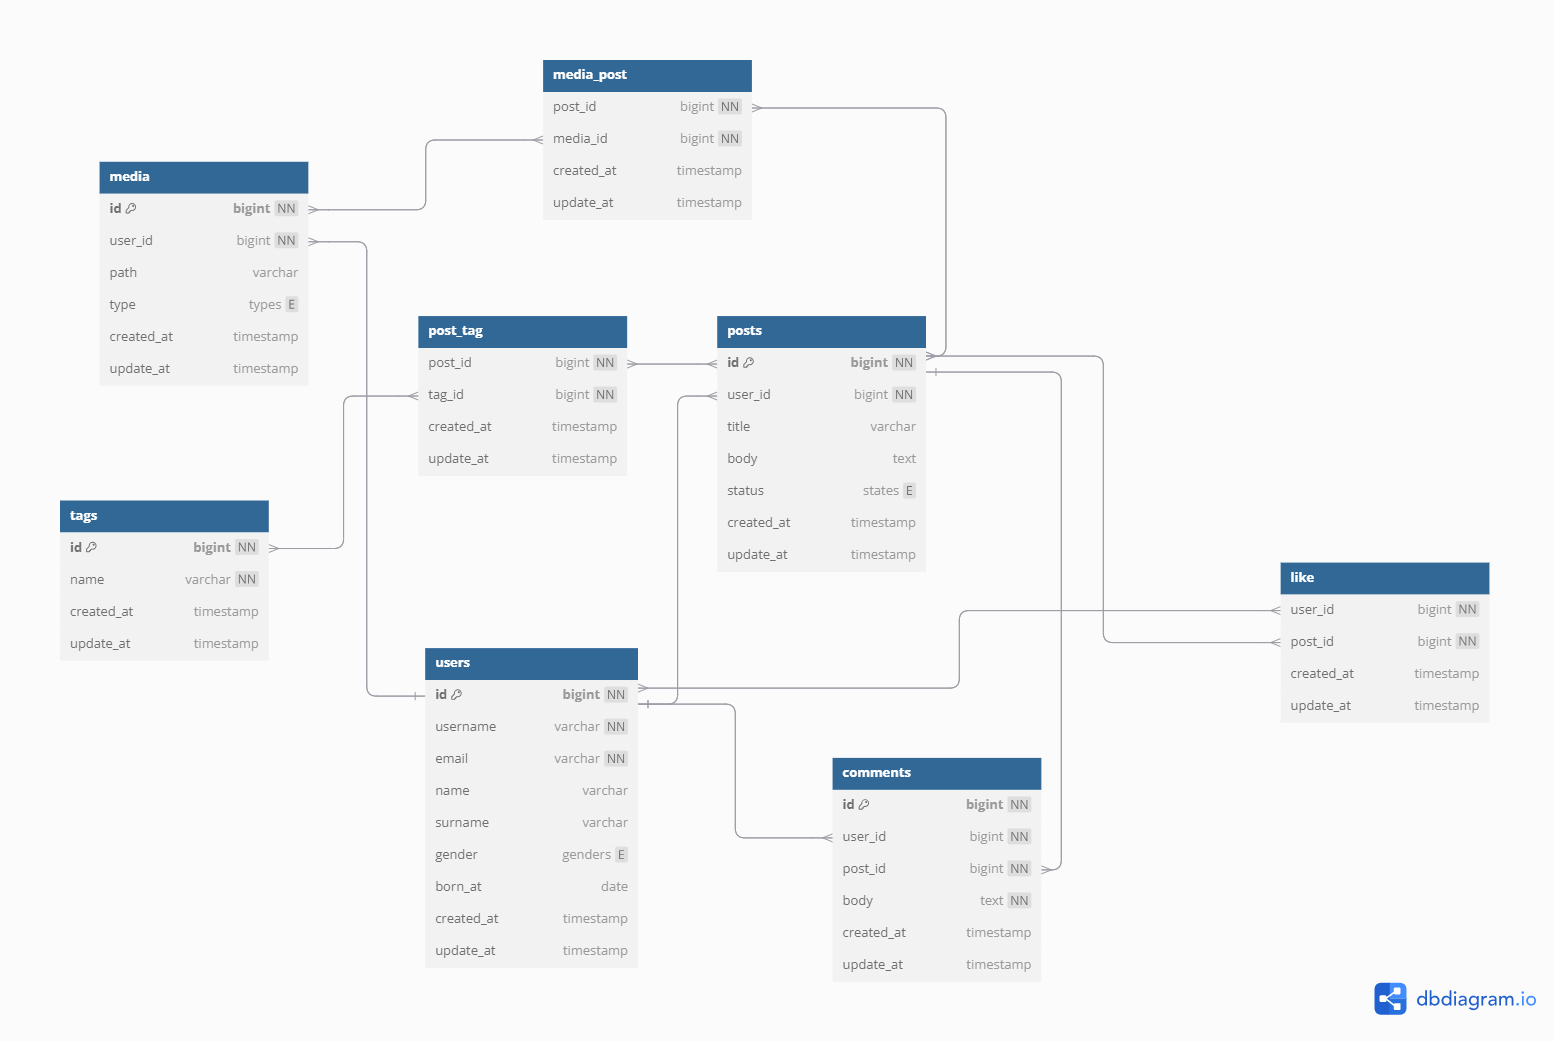 media_post
post_id bigint NN
media_id bigint NN
created_at timestamp
update_at timestamp
media
id bigint NN
user_id bigint NN
path varchar
type types E
created_at timestamp
update_at timestamp
post_tag
post_id bigint NN
tag_id bigint NN
created_at timestamp
update_at timestamp
posts
id bigint NN
user_id bigint NN
title varchar
body text
status states E
created_at timestamp
update_at timestamp
tags
id bigint NN
name varchar NN
created_at timestamp
update_at timestamp
like
user_id bigint NN
post_id bigint NN
created_at timestamp
update_at timestamp
users
id bigint NN
username varchar NN
email varchar NN
name varchar
surname varchar
gender genders E
born_at date
created_at timestamp
update_at timestamp
comments
id bigint NN
user_id bigint NN
post_id bigint NN
body text NN
created_at timestamp
update_at timestamp
dbdiagram.io